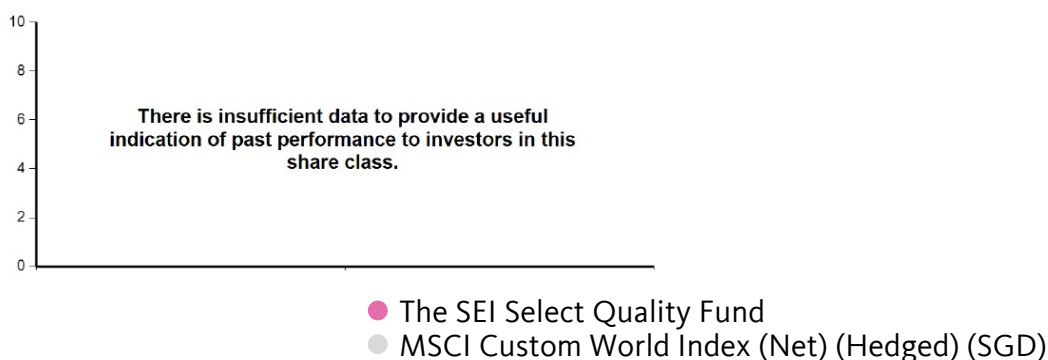 10
8
6
4
2
0
There is insufficient data to provide a useful
indication of past performance to investors in this
share class.
The SEI Select Quality Fund
MSCI Custom World Index (Net) (Hedged) (SGD)